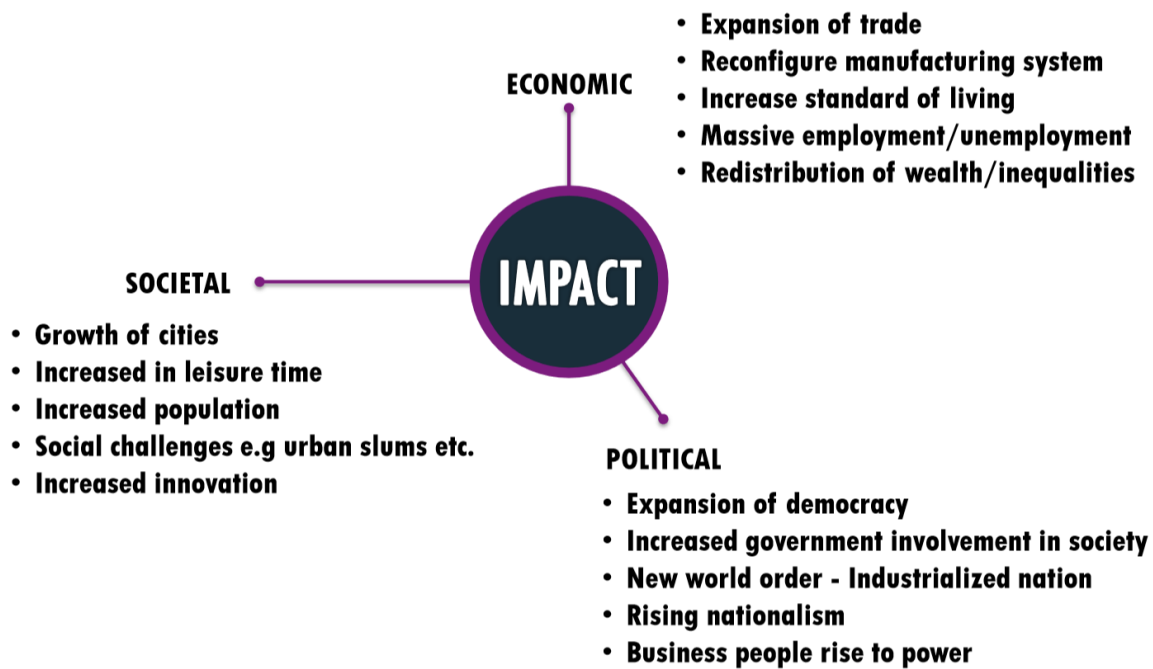 ECONOMIC
• Expansion of trade
• Reconfigure manufacturing system
• Increase standard of living
• Massive employment/unemployment
• Redistribution of wealth/inequalities
IMPACT
SOCIETAL
• Growth of cities
• Increased in leisure time
• Increased population
• Social challenges e.g urban slums etc.
• Increased innovation
POLITICAL
• Expansion of democracy
• Increased government involvement in society
• New world order - Industrialized nation
• Rising nationalism
• Business people rise to power